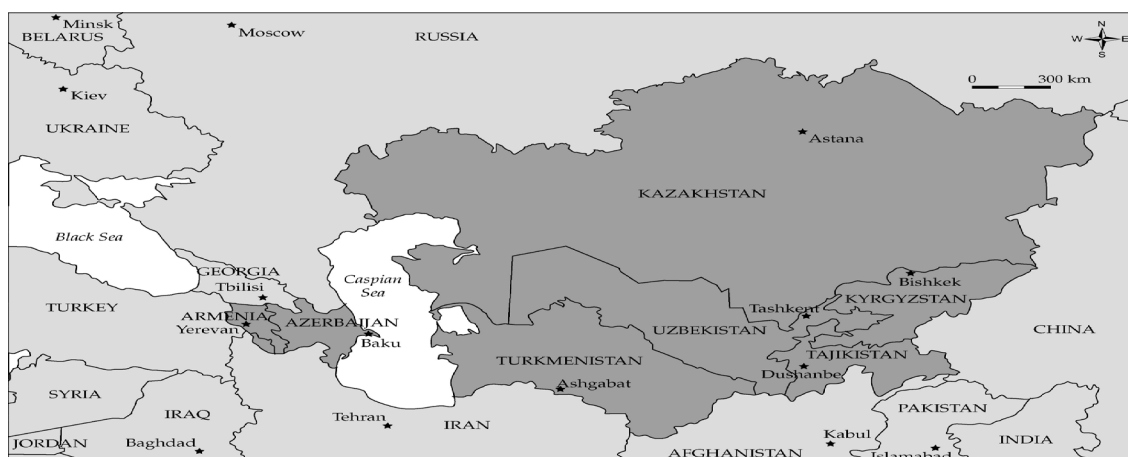 Minsk
BELARUS
Moscow
RUSSIA
N
W E
S
0 300 km
Kiev
UKRAINE
Astana
KAZAKHSTAN
Black Sea
GEORGIA
Tbilisi
Caspian
Sea
Bishkek
KYRGYZSTAN
TURKEY
ARMENIA
Yerevan
AZERBAIJAN
Baku
Tashkent
UZBEKISTAN
CHINA
TURKMENISTAN
TAJIKISTAN
Dushanbe
Ashgabat
SYRIA
IRAQ
Tehran
IRAN
PAKISTAN
JORDAN
Baghdad
Kabul
INDIA
AFGHANISTAN
Islamabad